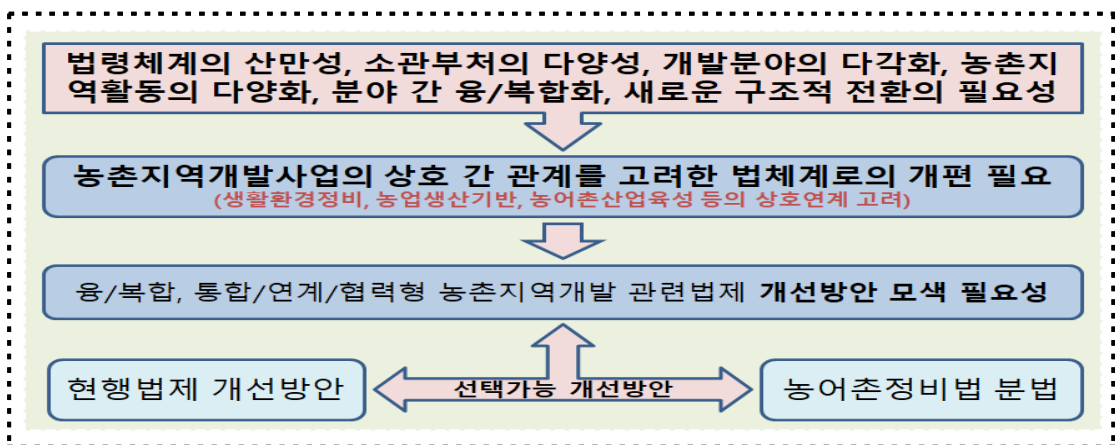 법령체계의 산만성, 소관부처의 다양성, 개발분야의 다각화, 농촌지
역활동의 다양화, 분야 간 융/복합화, 새로운 구조적 전환의 필요성
농촌지역개발사업의 상호 간 관계를 고려한 법체계로의 개편 필요
(생활환경정비, 농업생산기반, 농어촌산업육성 등의 상호연계 고려)
융/복합, 통합/연계/협력형 농촌지역개발 관련법제 개선방안 모색 필요성
현행법제 개선방안
선택가능 개선방안
농어촌정비법 분법